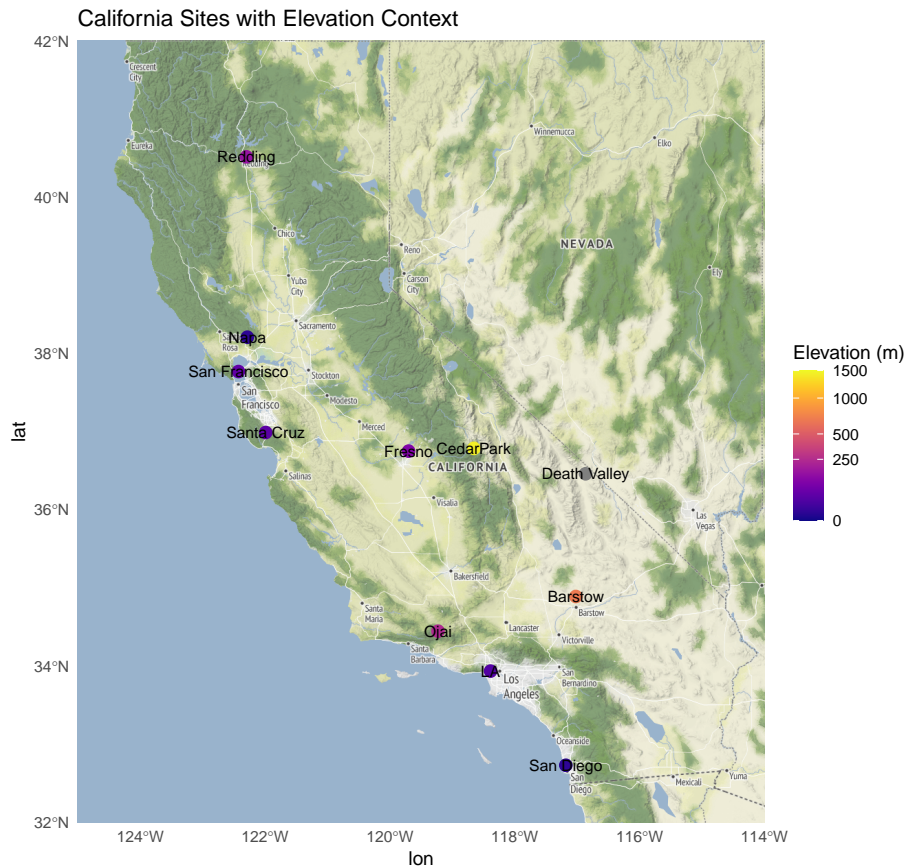 California Sites with Elevation Context
42°N
40°N
38°N
36°N
34°N
32°N
lat
124°W
122°W
120°W
118°W
116°W
114°W
lon
Crescent
City
Eureka
Redding
Winnemucca
Elko
Chico
Reno
NEVADA
Carson
City
Ely
Yuba
City
Sacramento
Napa
Rosa
San Francisco
Stockton
San
Francisco
Modesto
Merced
Santa Cruz
Fresno
CedarPark
CALIFORNIA
Death Valley
Salinas
Visalia
Las
Vegas
Bakersfield
Barstow
Barstow
Santa
Maria
Ojai
Lancaster
Victorville
Santa
Barbara
LA
Los
Angeles
San
Bernardino
Oceanside
San Diego
San
Diego
Mexicali
Yuma
Elevation (m)
1500
1000
500
250
0